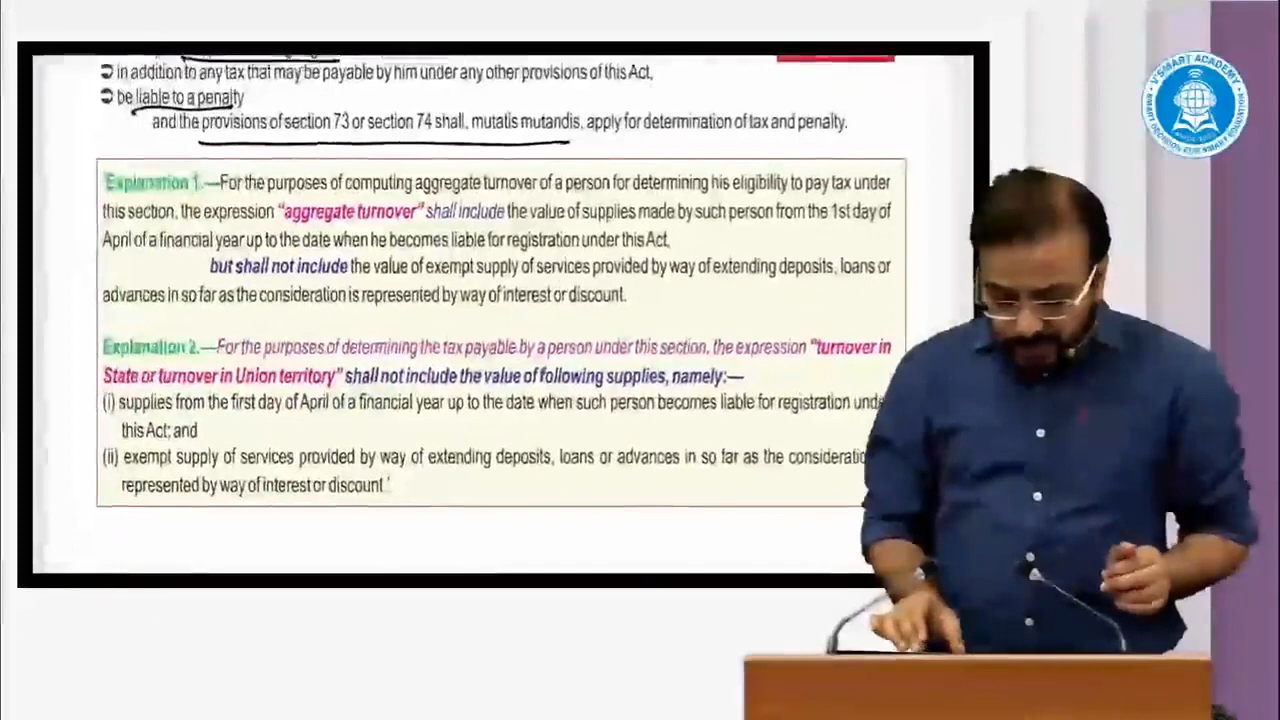 ➲ in addition to any tax that may be payable by him under any other provisions of this Act,
➲ be liable to a penalty
and the provisions of section 73 or section 74 shall, mutatis mutandis, apply for determination of tax and penalty.
Explanation 1.—For the purposes of computing aggregate turnover of a person for determining his eligibility to pay tax under
this section, the expression "aggregate turnover" shall include the value of supplies made by such person from the 1st day of
April of a financial year up to the date when he becomes liable for registration under this Act,
but shall not include the value of exempt supply of services provided by way of extending deposits, loans or
advances in so far as the consideration is represented by way of interest or discount.
Explanation 2.—For the purposes of determining the tax payable by a person under this section, the expression "turnover in
State or turnover in Union territory" shall not include the value of following supplies, namely:—
(i) supplies from the first day of April of a financial year up to the date when such person becomes liable for registration unde
this Act; and
(ii) exempt supply of services provided by way of extending deposits, loans or advances in so far as the consideratio
represented by way of interest or discount.'
V'SMART ACADEMY
SMART DECISION FOR SMART STUDENTS